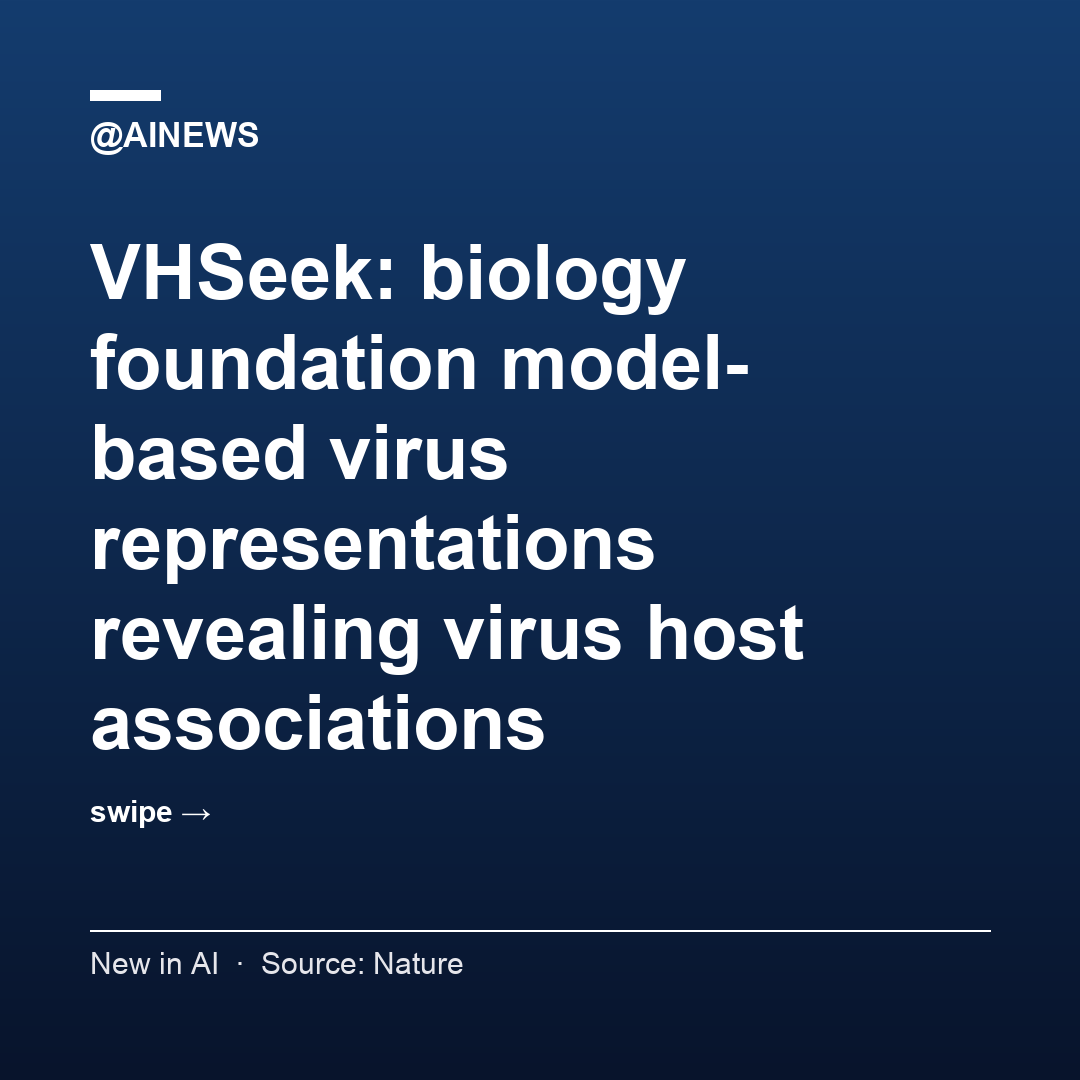 @AINEWS
VHSeek: biology
foundation model-
based virus
representations
revealing virus host
associations
swipe →
New in AI · Source: Nature